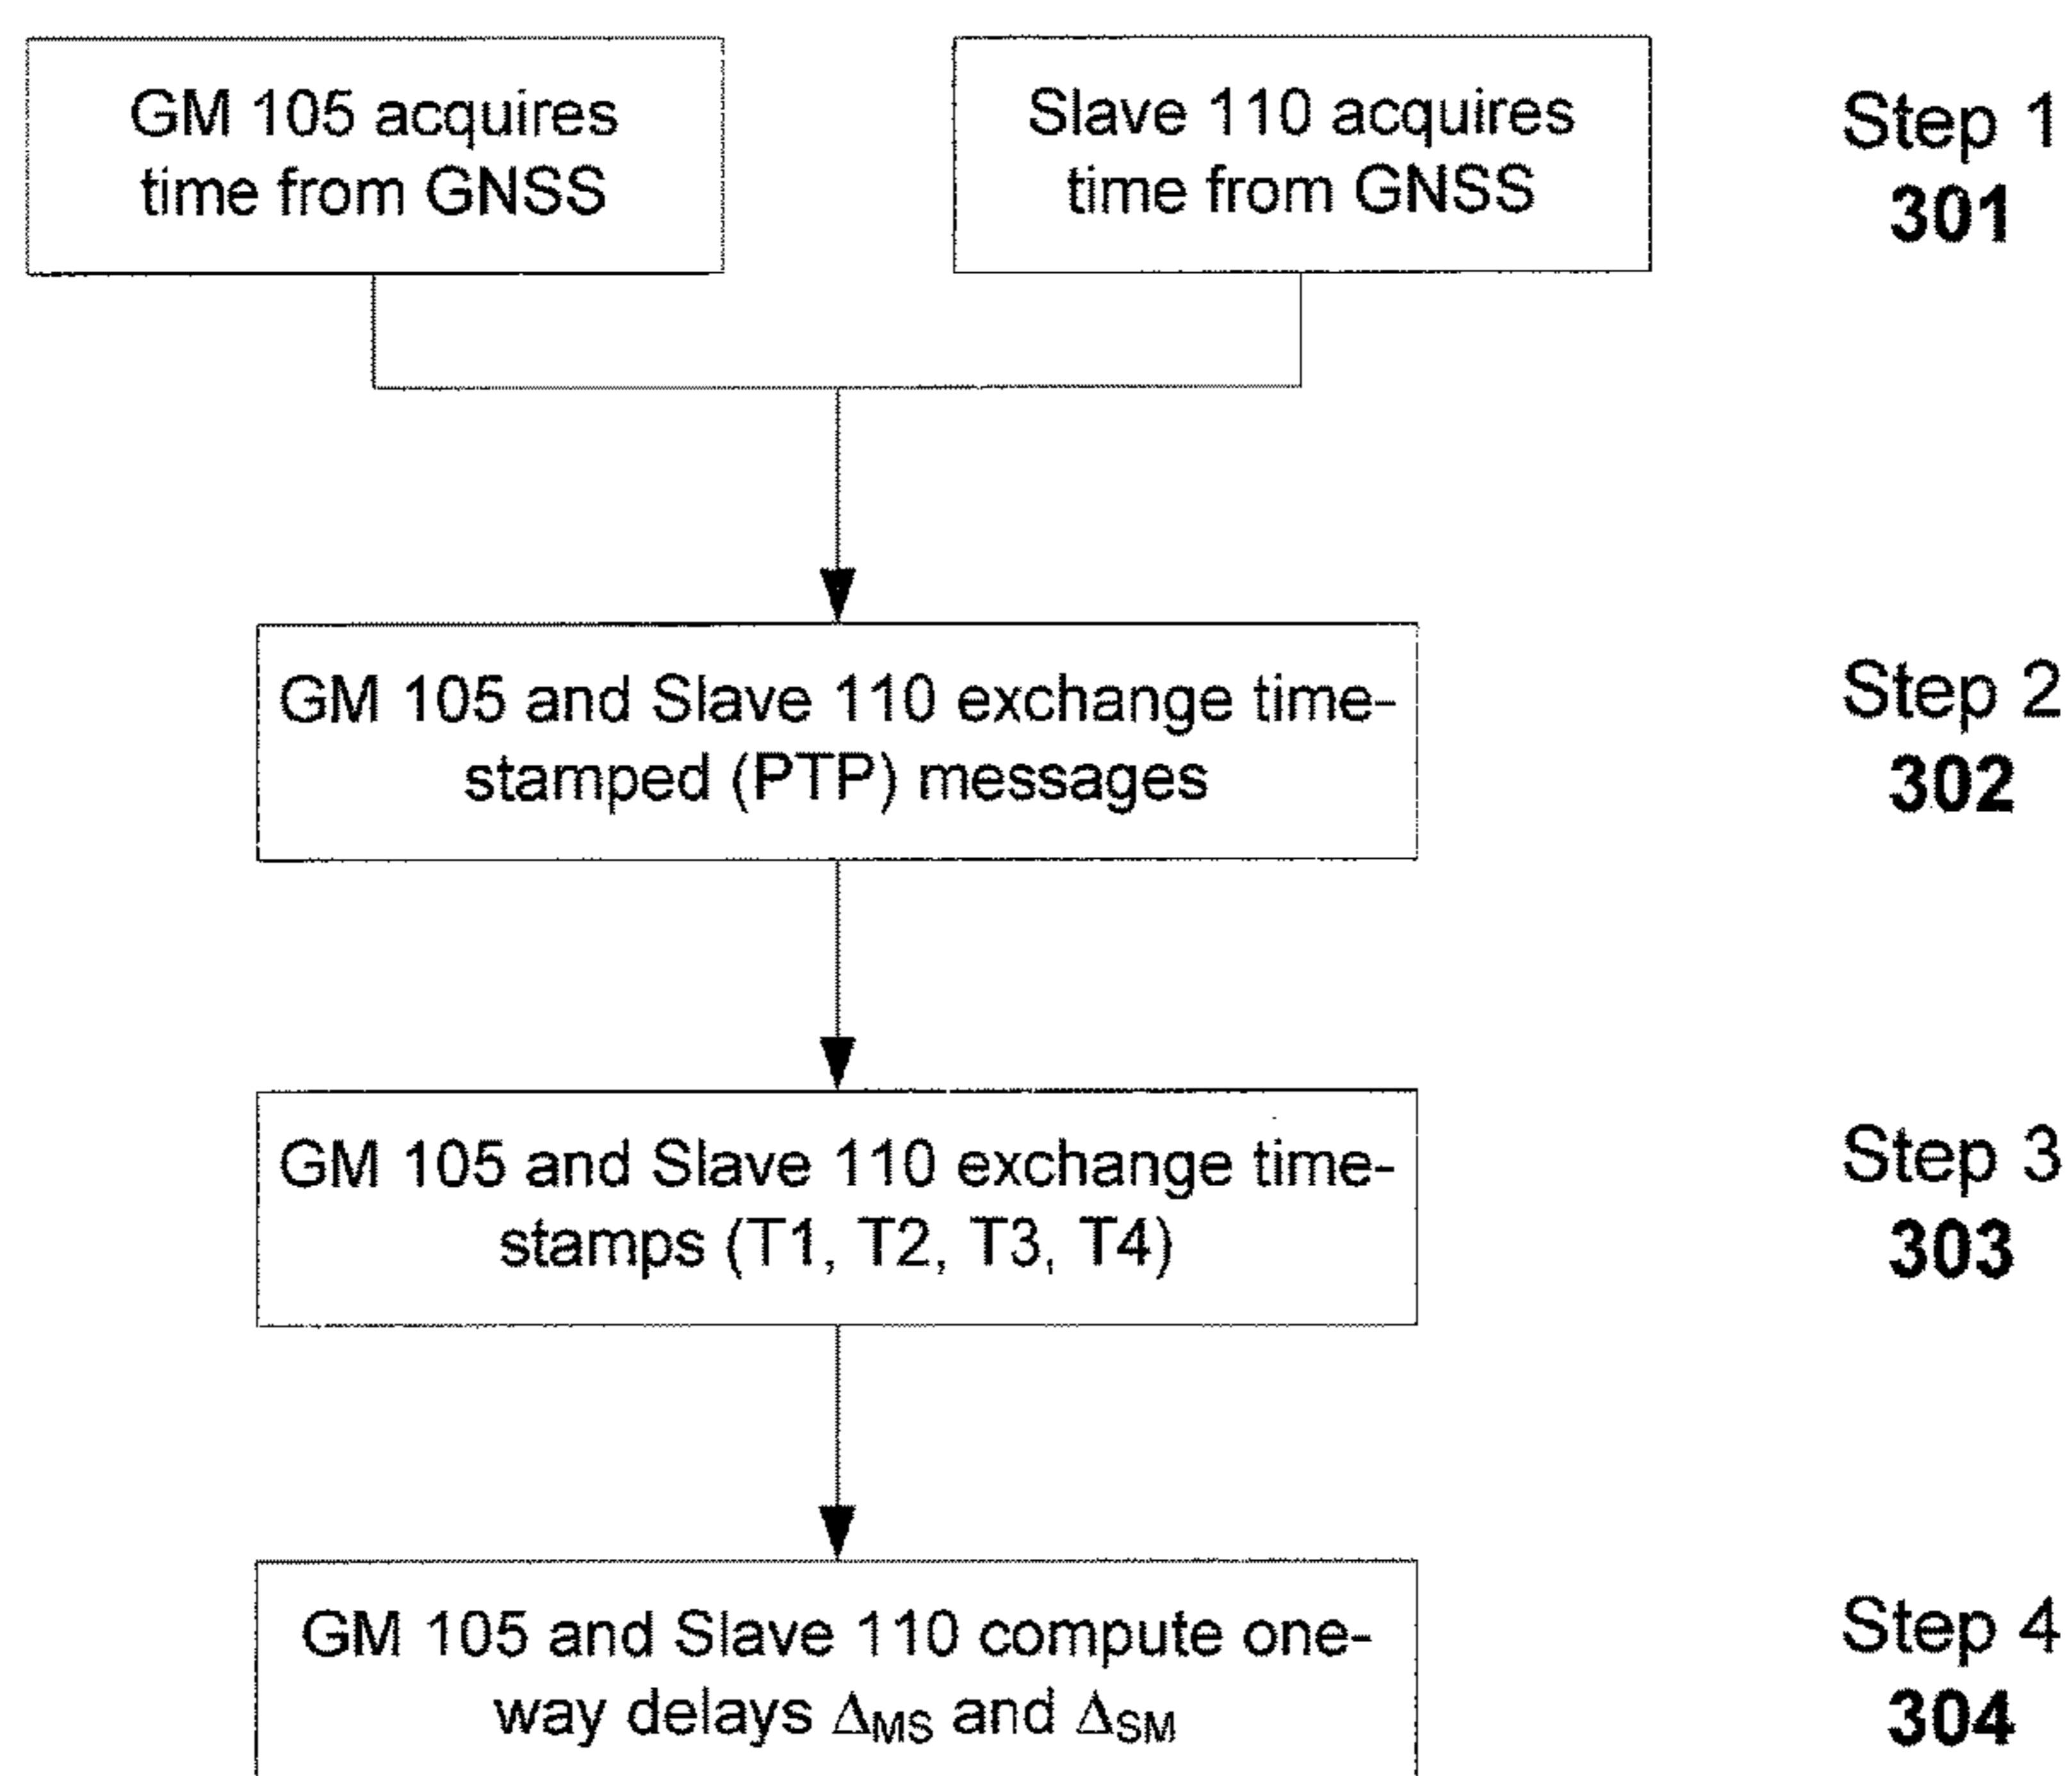 GM 105 acquires
time from GNSS
Slave 110 acquires
time from GNSS
Step 1
301
GM 105 and Slave 110 exchange time-
stamped (PTP) messages
Step 2
302
GM 105 and Slave 110 exchange time-
stamps (T1, T2, T3, T4)
Step 3
303
GM 105 and Slave 110 compute one-
way delays ΔMS and ΔSM
Step 4
304